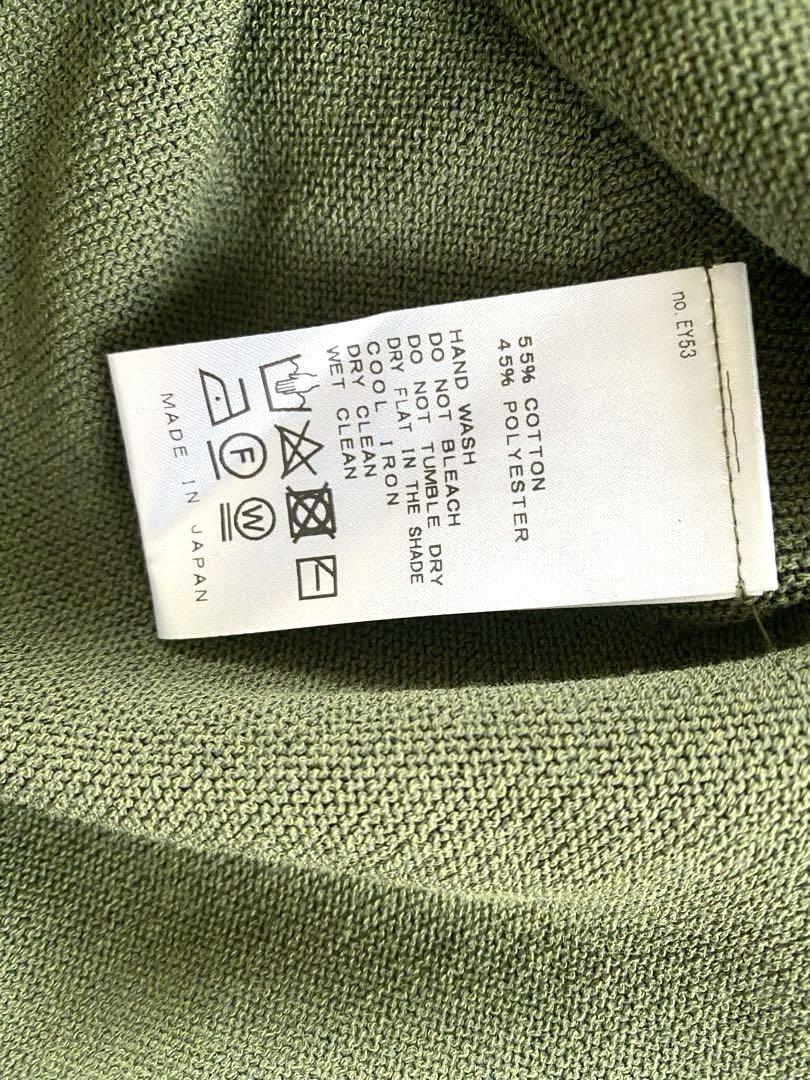 no. EY53
55% COTTON
45% POLYESTER
HAND WASH
DO NOT BLEACH
DO NOT TUMBLE DRY
DRY FLAT IN THE SHADE
COOL IRON
DRY CLEAN
WET CLEAN
F
W
MADE IN JAPAN